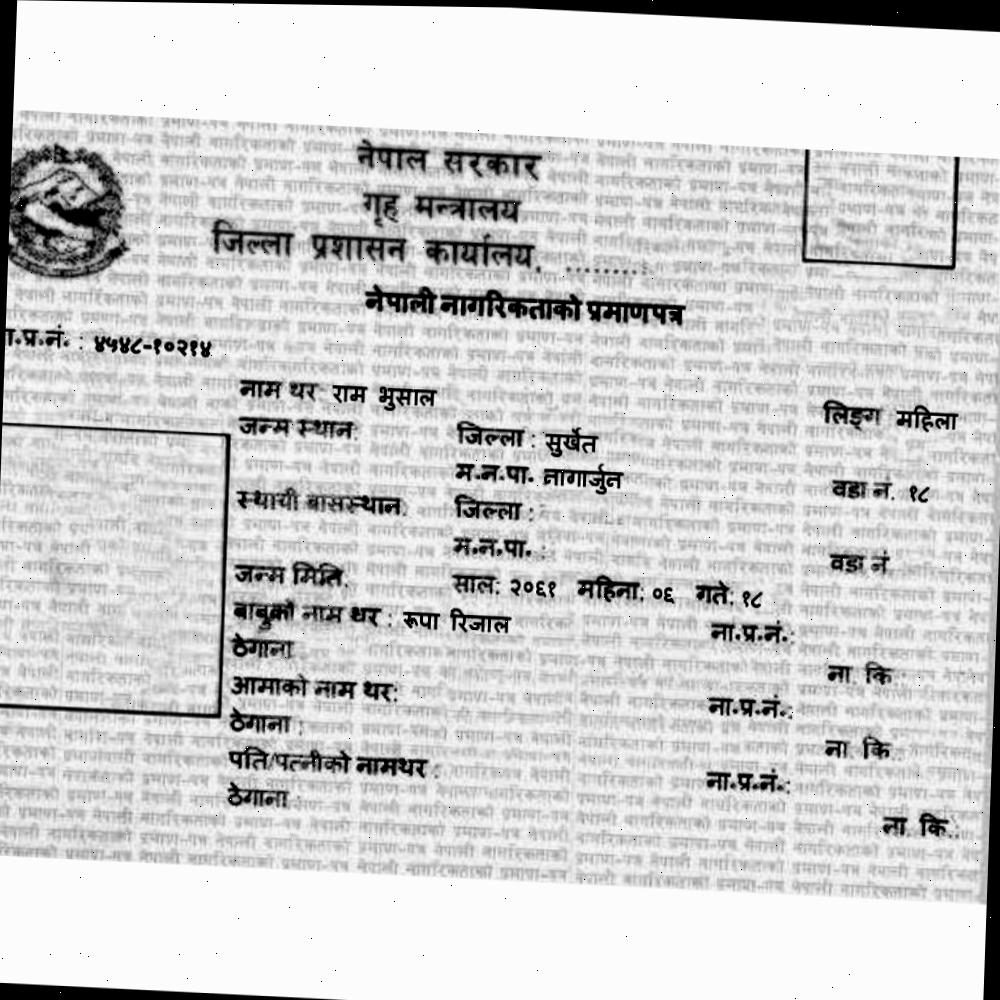 नेपाल सरकार
गृह मन्त्रालय
जिल्ला प्रशासन कार्यालय, .........
नेपाली नागरिकताको प्रमाणपत्र
ा.प्र.नं. : ४५४८-१०२१४
नाम थर राम भुसाल लिङ्ग महिला
जन्म स्थान: जिल्ला : सुर्खेत
म.न.पा. नागार्जुन वडा नं. १८
स्थायी बासस्थान: जिल्ला :
म.न.पा. : वडा नं
जन्म मिति: साल: २०६१ महिना: ०६ गते: १८
बाबुको नाम थर : रूपा रिजाल ना.प्र.नं.:
ठेगाना ना. कि.:
आमाको नाम थर: ना.प्र.नं.:
ठेगाना : ना कि
पति/पत्नीको नामथर : ना.प्र.नं.:
ठेगाना : ना कि.: